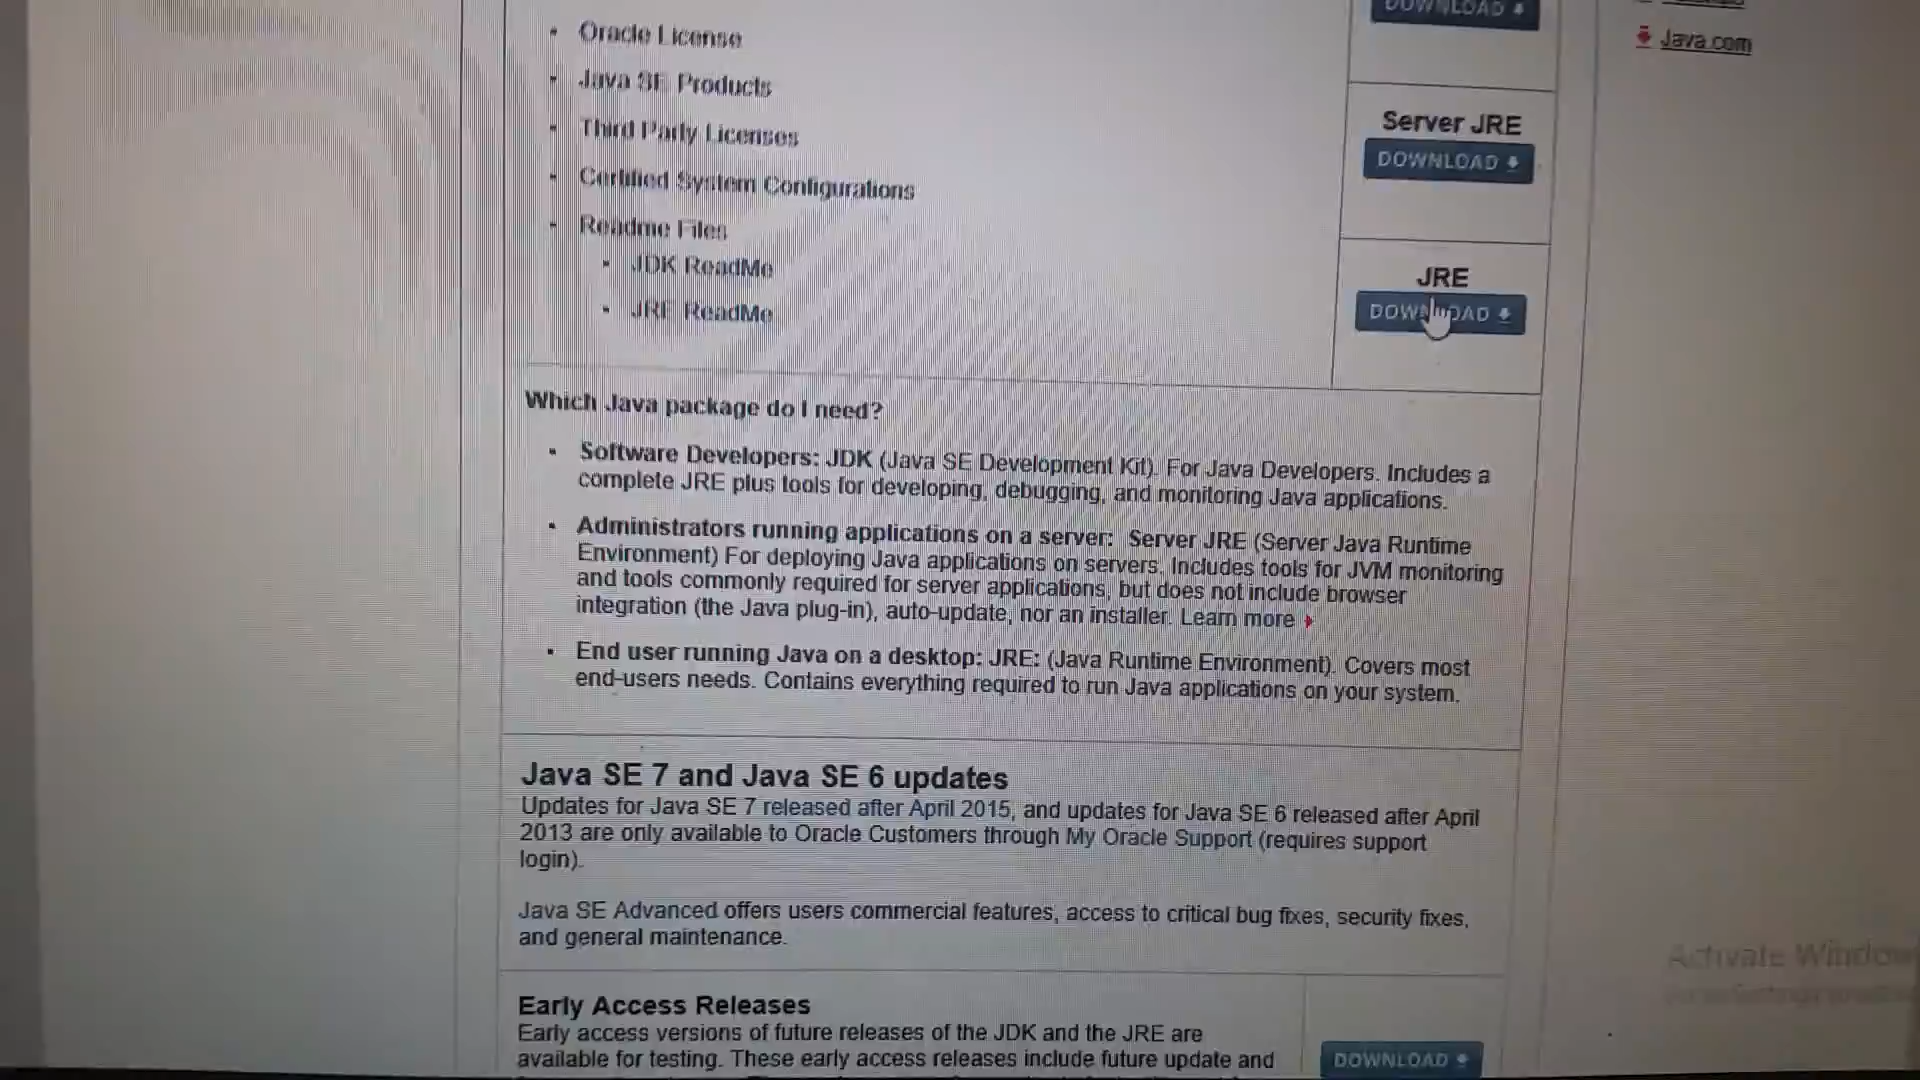 DOWNLOAD
Java.com
Oracle License
Java SE Products
Third Party Licenses
Certified System Configurations
Readme Files
JDK ReadMe
JRE ReadMe
Server JRE
DOWNLOAD
JRE
DOWNLOAD
Which Java package do I need?
Software Developers: JDK (Java SE Development Kit). For Java Developers. Includes a
complete JRE plus tools for developing, debugging, and monitoring Java applications.
Administrators running applications on a server: Server JRE (Server Java Runtime
Environment) For deploying Java applications on servers. Includes tools for JVM monitoring
and tools commonly required for server applications, but does not include browser
integration (the Java plug-in), auto-update, nor an installer. Learn more
End user running Java on a desktop: JRE: (Java Runtime Environment). Covers most
end-users needs. Contains everything required to run Java applications on your system.
Java SE 7 and Java SE 6 updates
Updates for Java SE 7 released after April 2015, and updates for Java SE 6 released after April
2013 are only available to Oracle Customers through My Oracle Support (requires support
login).
Java SE Advanced offers users commercial features, access to critical bug fixes, security fixes,
and general maintenance.
Early Access Releases
Early access versions of future releases of the JDK and the JRE are
available for testing. These early access releases include future update and
DOWNLOAD
Activate Window